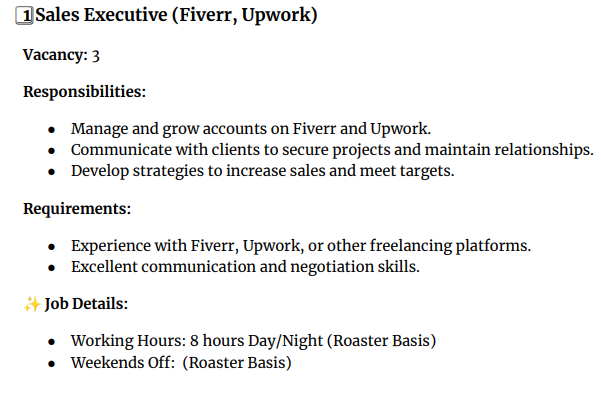 1️⃣Sales Executive (Fiverr, Upwork)
Vacancy: 3
Responsibilities:
● Manage and grow accounts on Fiverr and Upwork.
● Communicate with clients to secure projects and maintain relationships.
● Develop strategies to increase sales and meet targets.
Requirements:
● Experience with Fiverr, Upwork, or other freelancing platforms.
● Excellent communication and negotiation skills.
✨ Job Details:
● Working Hours: 8 hours Day/Night (Roaster Basis)
● Weekends Off:  (Roaster Basis)